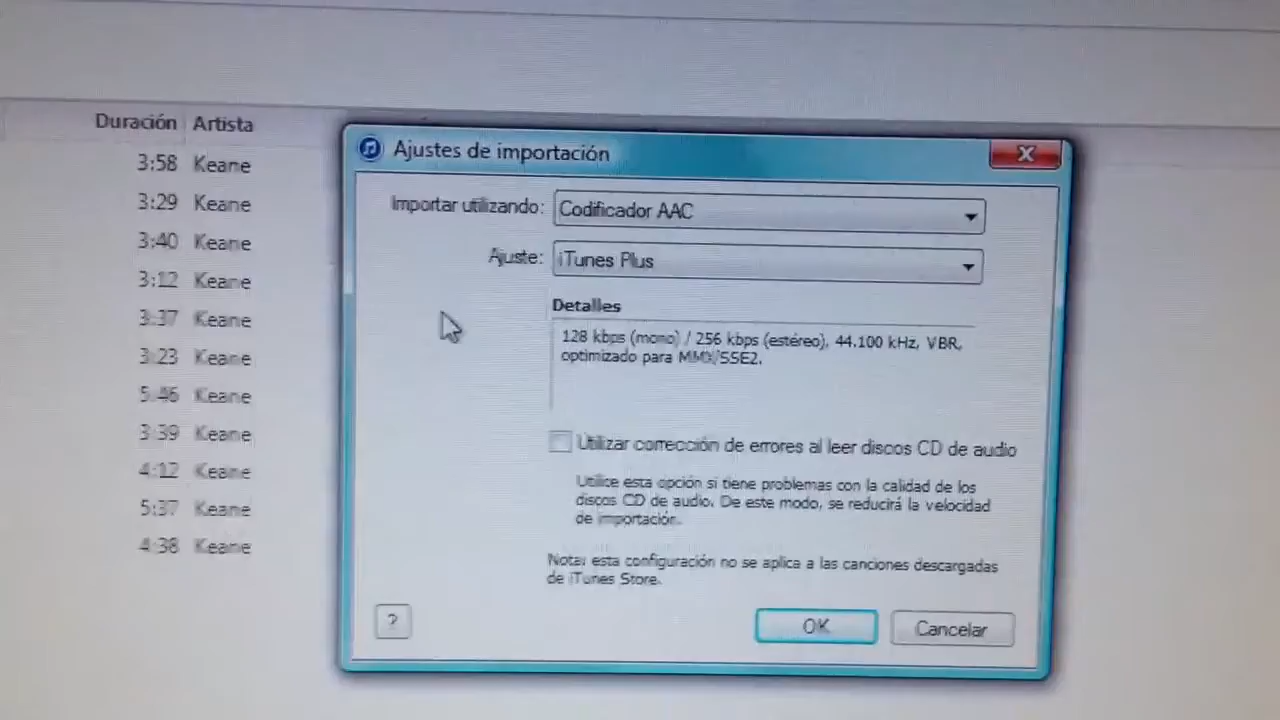 Duración Artista
3:58 Keane
3:29 Keane
3:40 Keane
3:12 Keane
3:37 Keane
3:23 Keane
5:46 Keane
3:39 Keane
4:12 Keane
5:37 Keane
4:38 Keane
Ajustes de importación
Importar utilizando: Codificador AAC
Ajuste: iTunes Plus
Detalles
128 kbps (mono) / 256 kbps (estéreo), 44.100 kHz, VBR,
optimizado para MMX/SSE2.
Utilizar corrección de errores al leer discos CD de audio
Utilice esta opción si tiene problemas con la calidad de los
discos CD de audio. De este modo, se reducirá la velocidad
de importación.
Nota: esta configuración no se aplica a las canciones descargadas
de iTunes Store.
?
OK
Cancelar